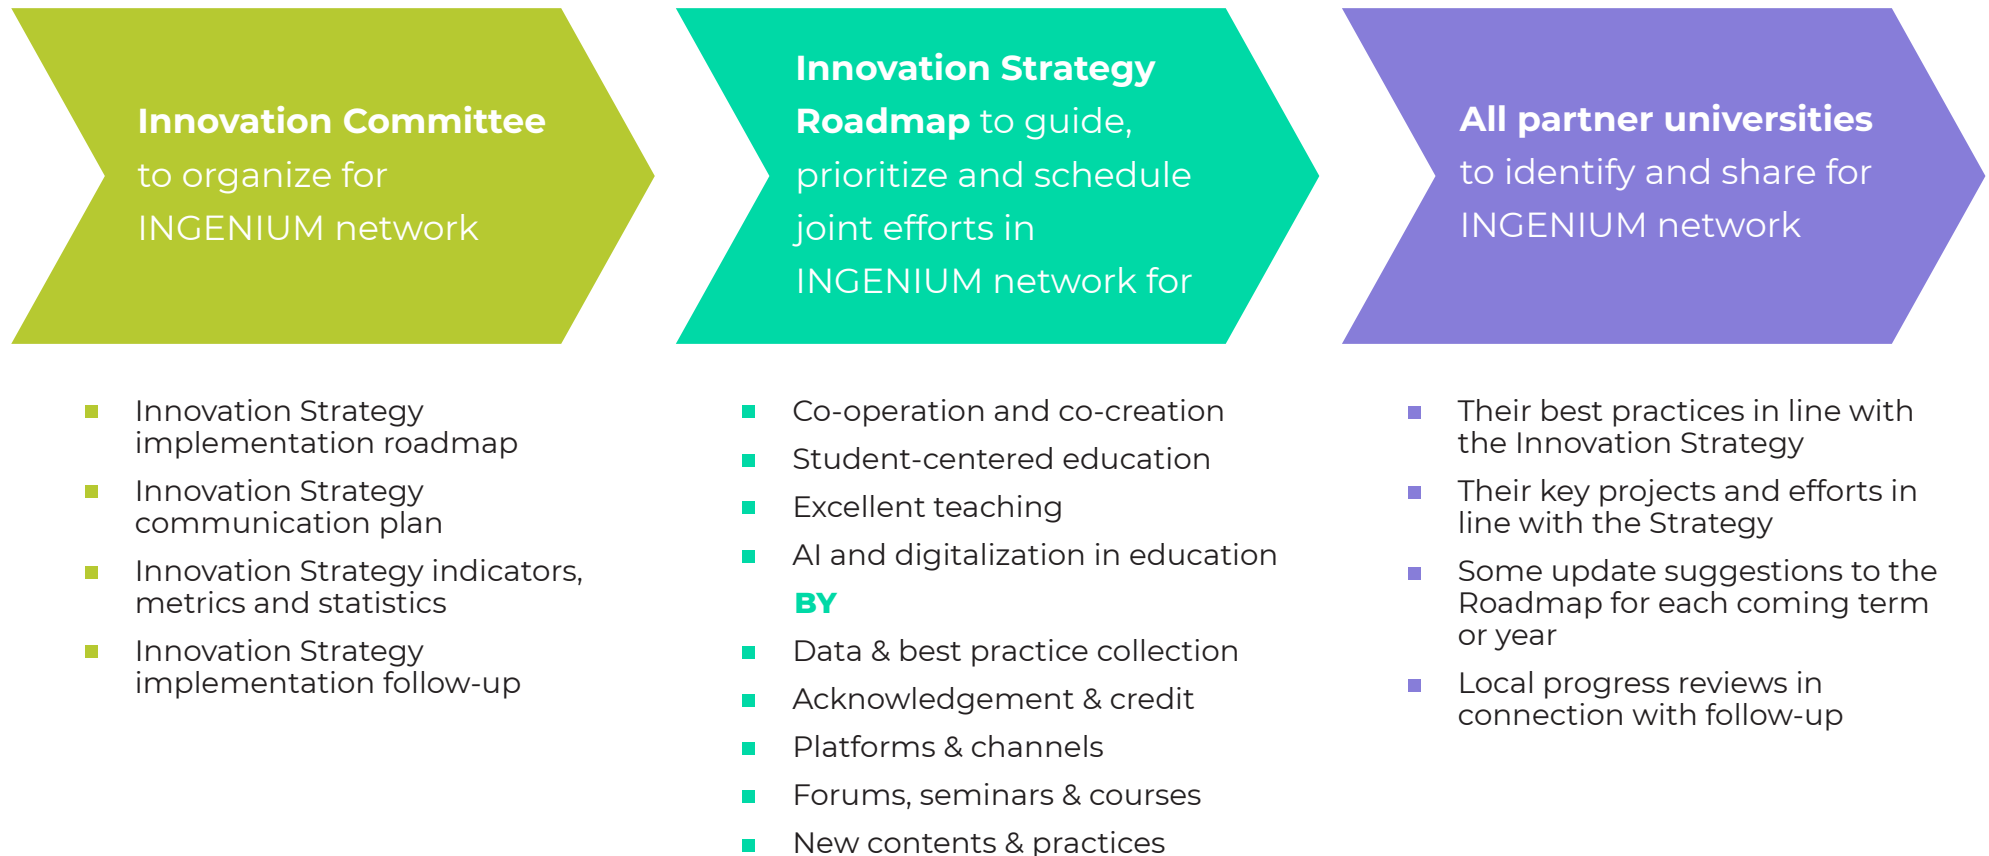 Innovation Committee
to organize for
INGENIUM network
Innovation Strategy
implementation roadmap
Innovation Strategy
communication plan
Innovation Strategy indicators,
metrics and statistics
Innovation Strategy
implementation follow-up
Innovation Strategy
Roadmap to guide,
prioritize and schedule
joint efforts in
INGENIUM network for
Co-operation and co-creation
Student-centered education
Excellent teaching
AI and digitalization in education
BY
Data & best practice collection
Acknowledgement & credit
Platforms & channels
Forums, seminars & courses
New contents & practices
All partner universities
to identify and share for
INGENIUM network
Their best practices in line with
the Innovation Strategy
Their key projects and efforts in
line with the Strategy
Some update suggestions to the
Roadmap for each coming term
or year
Local progress reviews in
connection with follow-up